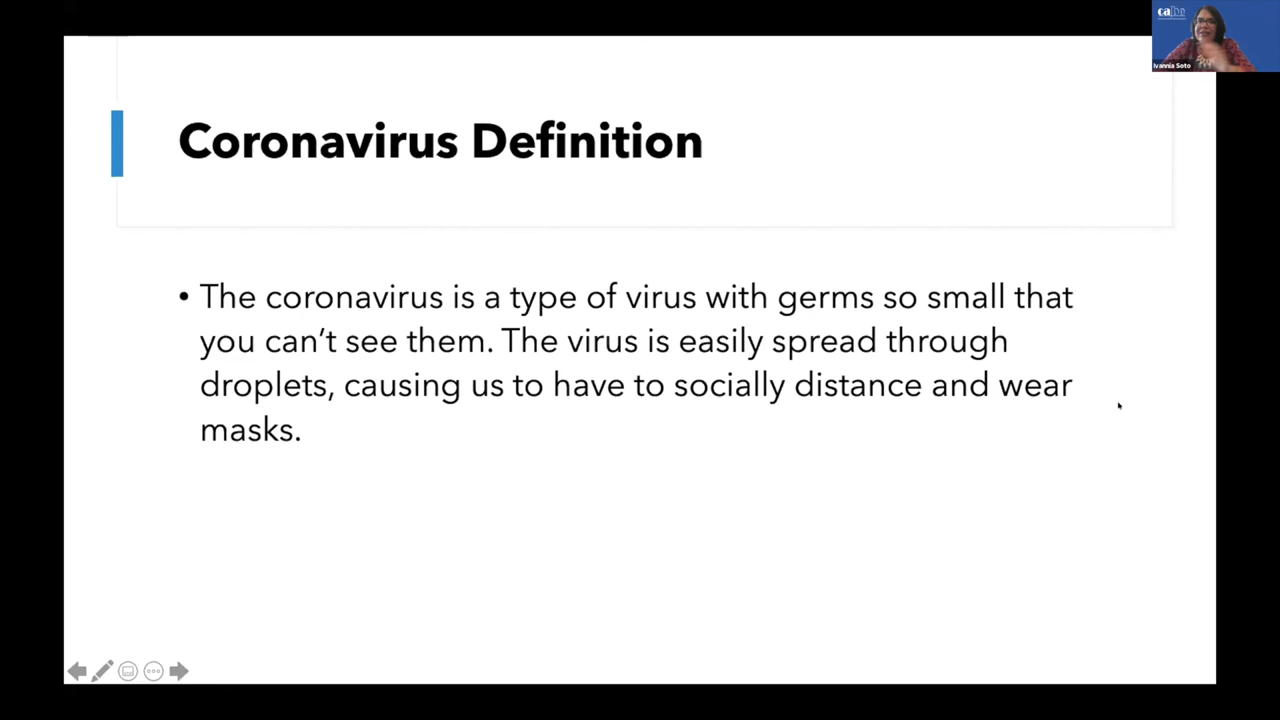 Coronavirus Definition
• The coronavirus is a type of virus with germs so small that
you can't see them. The virus is easily spread through
droplets, causing us to have to socially distance and wear
masks.
Ivannia Soto